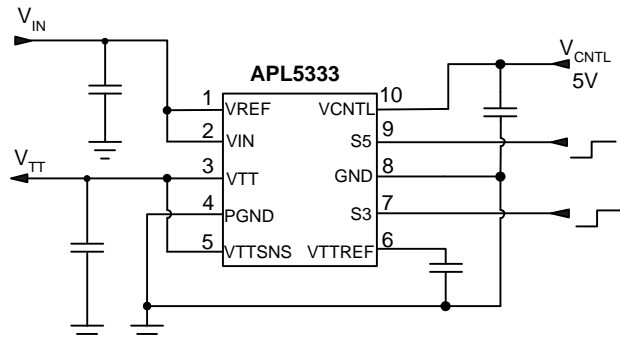 V_IN
APL5333
V_CNTL
5V
1 VREF VCNTL 10
2 VIN S5 9
V_TT
3 VTT GND 8
4 PGND S3 7
5 VTTSNS VTTREF 6